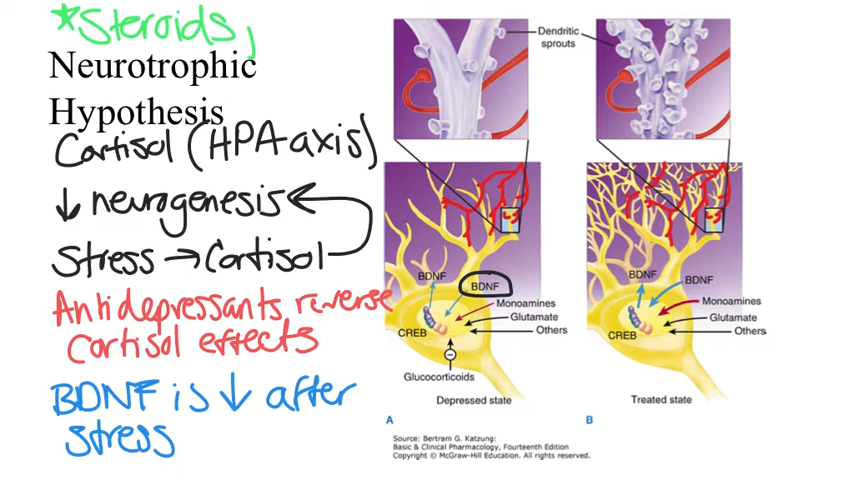 *Steroids,
Neurotrophic
Hypothesis
Cortisol (HPA axis)
↓ neurogenesis
Stress → Cortisol
Antidepressants reverse
Cortisol effects
BDNF is ↓ after
stress
Dendritic
sprouts
BDNF
BDNF
Monoamines
Glutamate
Others
CREB
Glucocorticoids
Depressed state
A
BDNF
BDNF
Monoamines
Glutamate
Others
CREB
Treated state
B
Source: Bertram G. Katzung:
Basic & Clinical Pharmacology, Fourteenth Edition
Copyright © McGraw-Hill Education. All rights reserved.